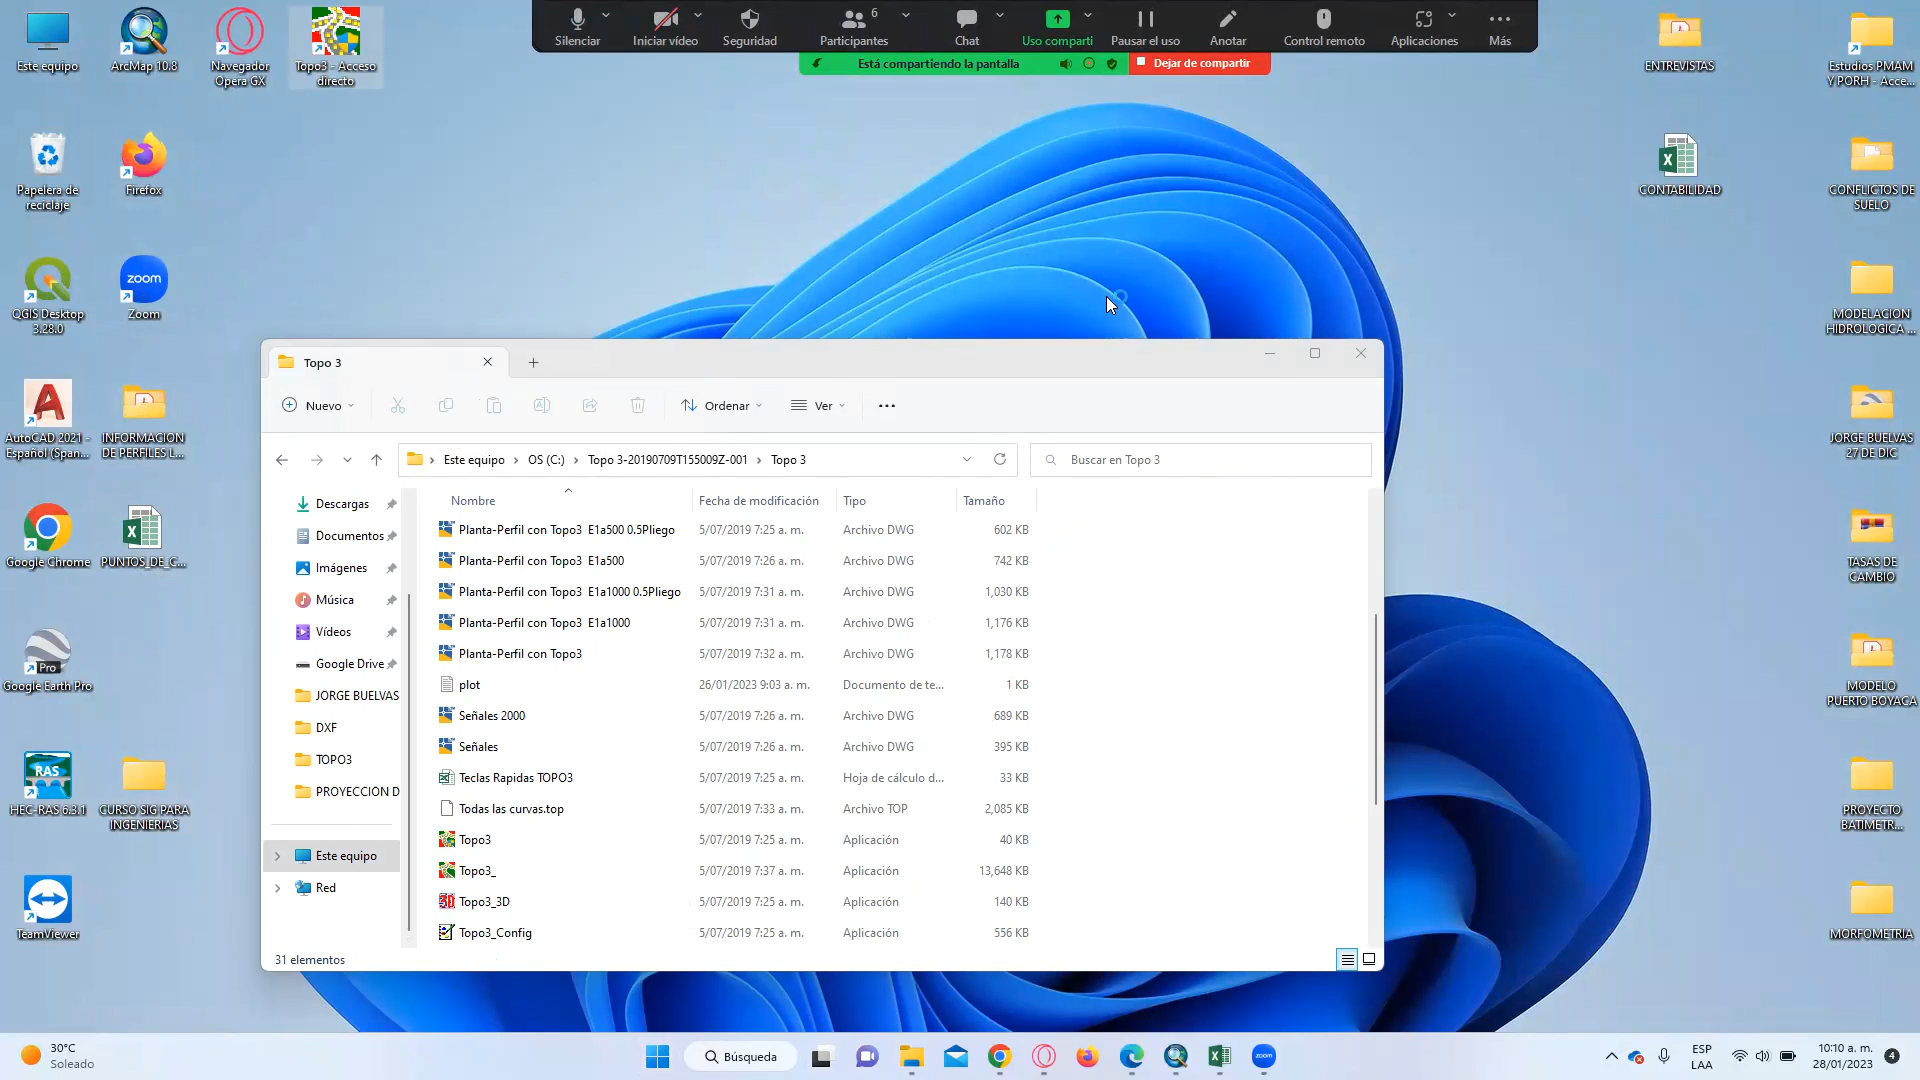 Silenciar
Iniciar vídeo
Seguridad
6
Participantes
Chat
Uso comparti
Pausar el uso
Anotar
Control remoto
Aplicaciones
Más
Está compartiendo la pantalla
Dejar de compartir
Este equipo
ArcMap 10.8
Navegador
Opera GX
Topo3 - Acceso
directo
Papelera de
reciclaje
Firefox
QGIS Desktop
3.28.0
zoom
Zoom
AutoCAD 2021 -
Español (Span...
INFORMACION
DE PERFILES L...
Google Chrome
PUNTOS_DE_C...
Pro
Google Earth Pro
RAS
HEC-RAS 6.3.1
CURSO SIG PARA
INGENIERIAS
TeamViewer
ENTREVISTAS
Estudios PMAM
Y PORH - Acce...
CONTABILIDAD
CONFLICTOS DE
SUELO
MODELACION
HIDROLOGICA ...
JORGE BUELVAS
27 DE DIC
TASAS DE
CAMBIO
MODELO
PUERTO BOYACA
PROYECTO
BATIMETR...
MORFOMETRIA
Topo 3
Nuevo
Ordenar
Ver
Este equipo > OS (C:) > Topo 3-20190709T155009Z-001 > Topo 3
Buscar en Topo 3
Descargas
Documentos
Imágenes
Música
Vídeos
Google Drive
JORGE BUELVAS
DXF
TOPO3
PROYECCION D
Este equipo
Red
Nombre Fecha de modificación Tipo Tamaño
Planta-Perfil con Topo3 E1a500 0.5Pliego 5/07/2019 7:25 a. m. Archivo DWG 602 KB
Planta-Perfil con Topo3 E1a500 5/07/2019 7:26 a. m. Archivo DWG 742 KB
Planta-Perfil con Topo3 E1a1000 0.5Pliego 5/07/2019 7:31 a. m. Archivo DWG 1,030 KB
Planta-Perfil con Topo3 E1a1000 5/07/2019 7:31 a. m. Archivo DWG 1,176 KB
Planta-Perfil con Topo3 5/07/2019 7:32 a. m. Archivo DWG 1,178 KB
plot 26/01/2023 9:03 a. m. Documento de te... 1 KB
Señales 2000 5/07/2019 7:26 a. m. Archivo DWG 689 KB
Señales 5/07/2019 7:26 a. m. Archivo DWG 395 KB
Teclas Rapidas TOPO3 5/07/2019 7:25 a. m. Hoja de cálculo d... 33 KB
Todas las curvas.top 5/07/2019 7:33 a. m. Archivo TOP 2,085 KB
Topo3 5/07/2019 7:25 a. m. Aplicación 40 KB
Topo3_ 5/07/2019 7:37 a. m. Aplicación 13,648 KB
Topo3_3D 5/07/2019 7:25 a. m. Aplicación 140 KB
Topo3_Config 5/07/2019 7:25 a. m. Aplicación 556 KB
31 elementos
30°C
Soleado
Búsqueda
zoom
ESP
LAA
10:10 a. m.
28/01/2023
4